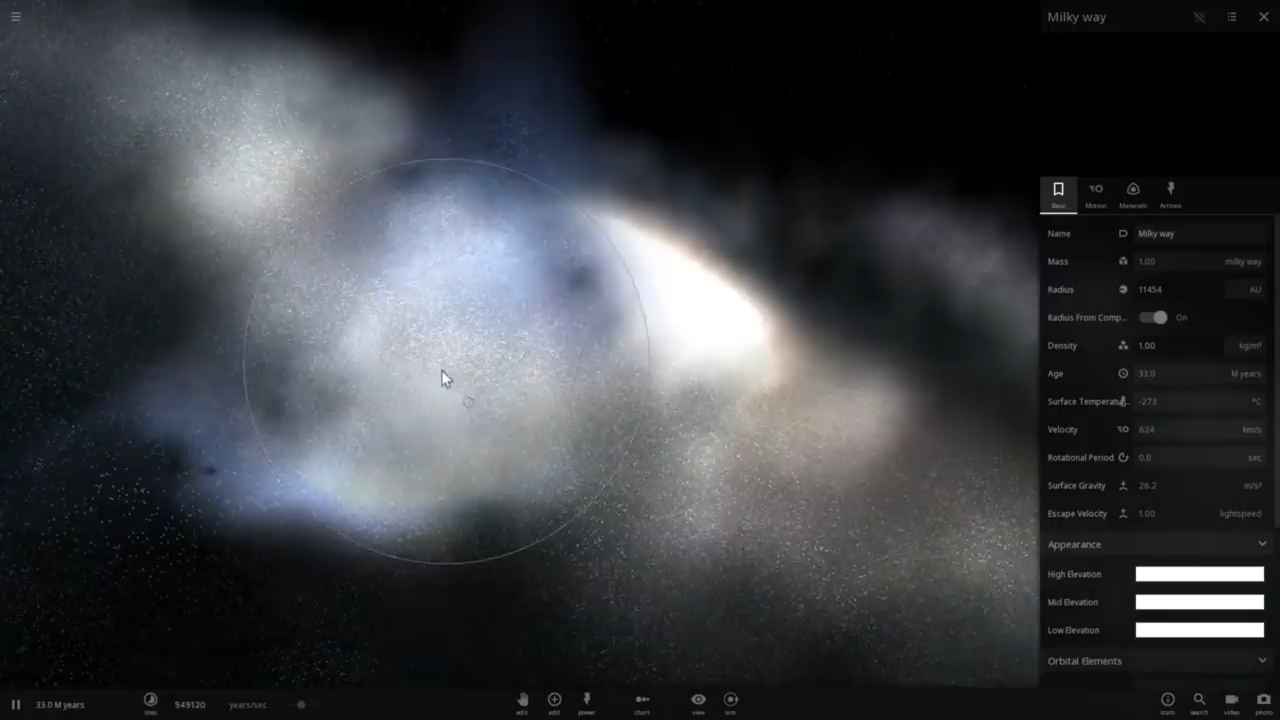 Milky way
Basic
Motion
Materials
Actions
Name Milky way
Mass 1.00 milky way
Radius 11454 AU
Radius From Comp... On
Density 1.00 kg/m³
Age 33.0 M years
Surface Temperatu... -273 °C
Velocity 624 km/s
Rotational Period 0.0 sec
Surface Gravity 26.2 m/s²
Escape Velocity 1.00 lightspeed
Appearance
High Elevation
Mid Elevation
Low Elevation
Orbital Elements
33.0 M years
step
949120 years/sec
edit
add
power
chart
view
sim
stats
search
video
photo